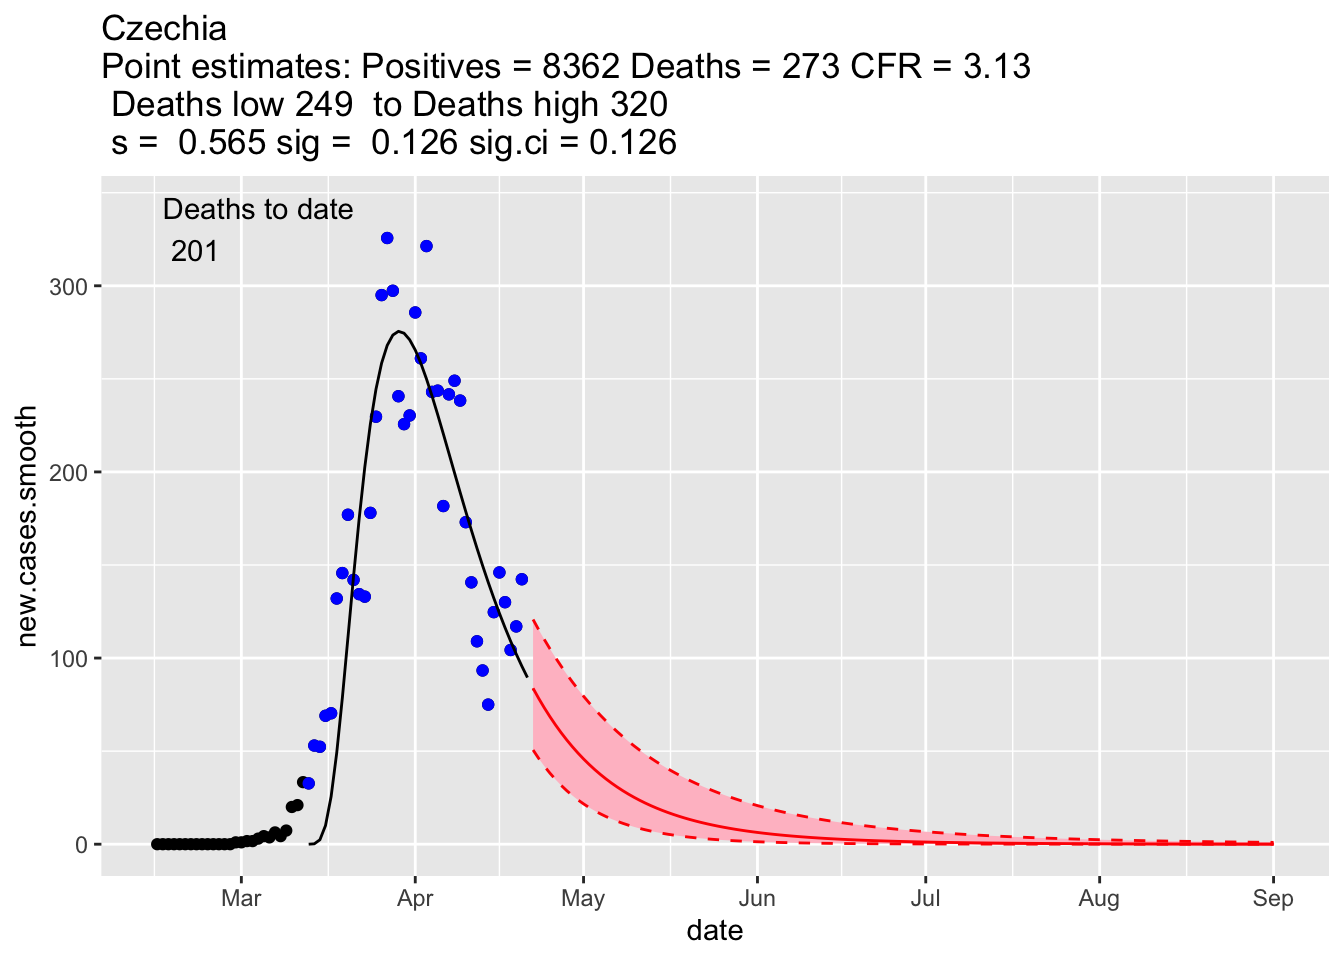 Czechia
Point estimates: Positives = 8362 Deaths = 273 CFR = 3.13
Deaths low 249  to Deaths high 320
s =  0.565 sig =  0.126 sig.ci = 0.126
Deaths to date
201
300
200
100
0
new.cases.smooth
Mar Apr May Jun Jul Aug Sep
date